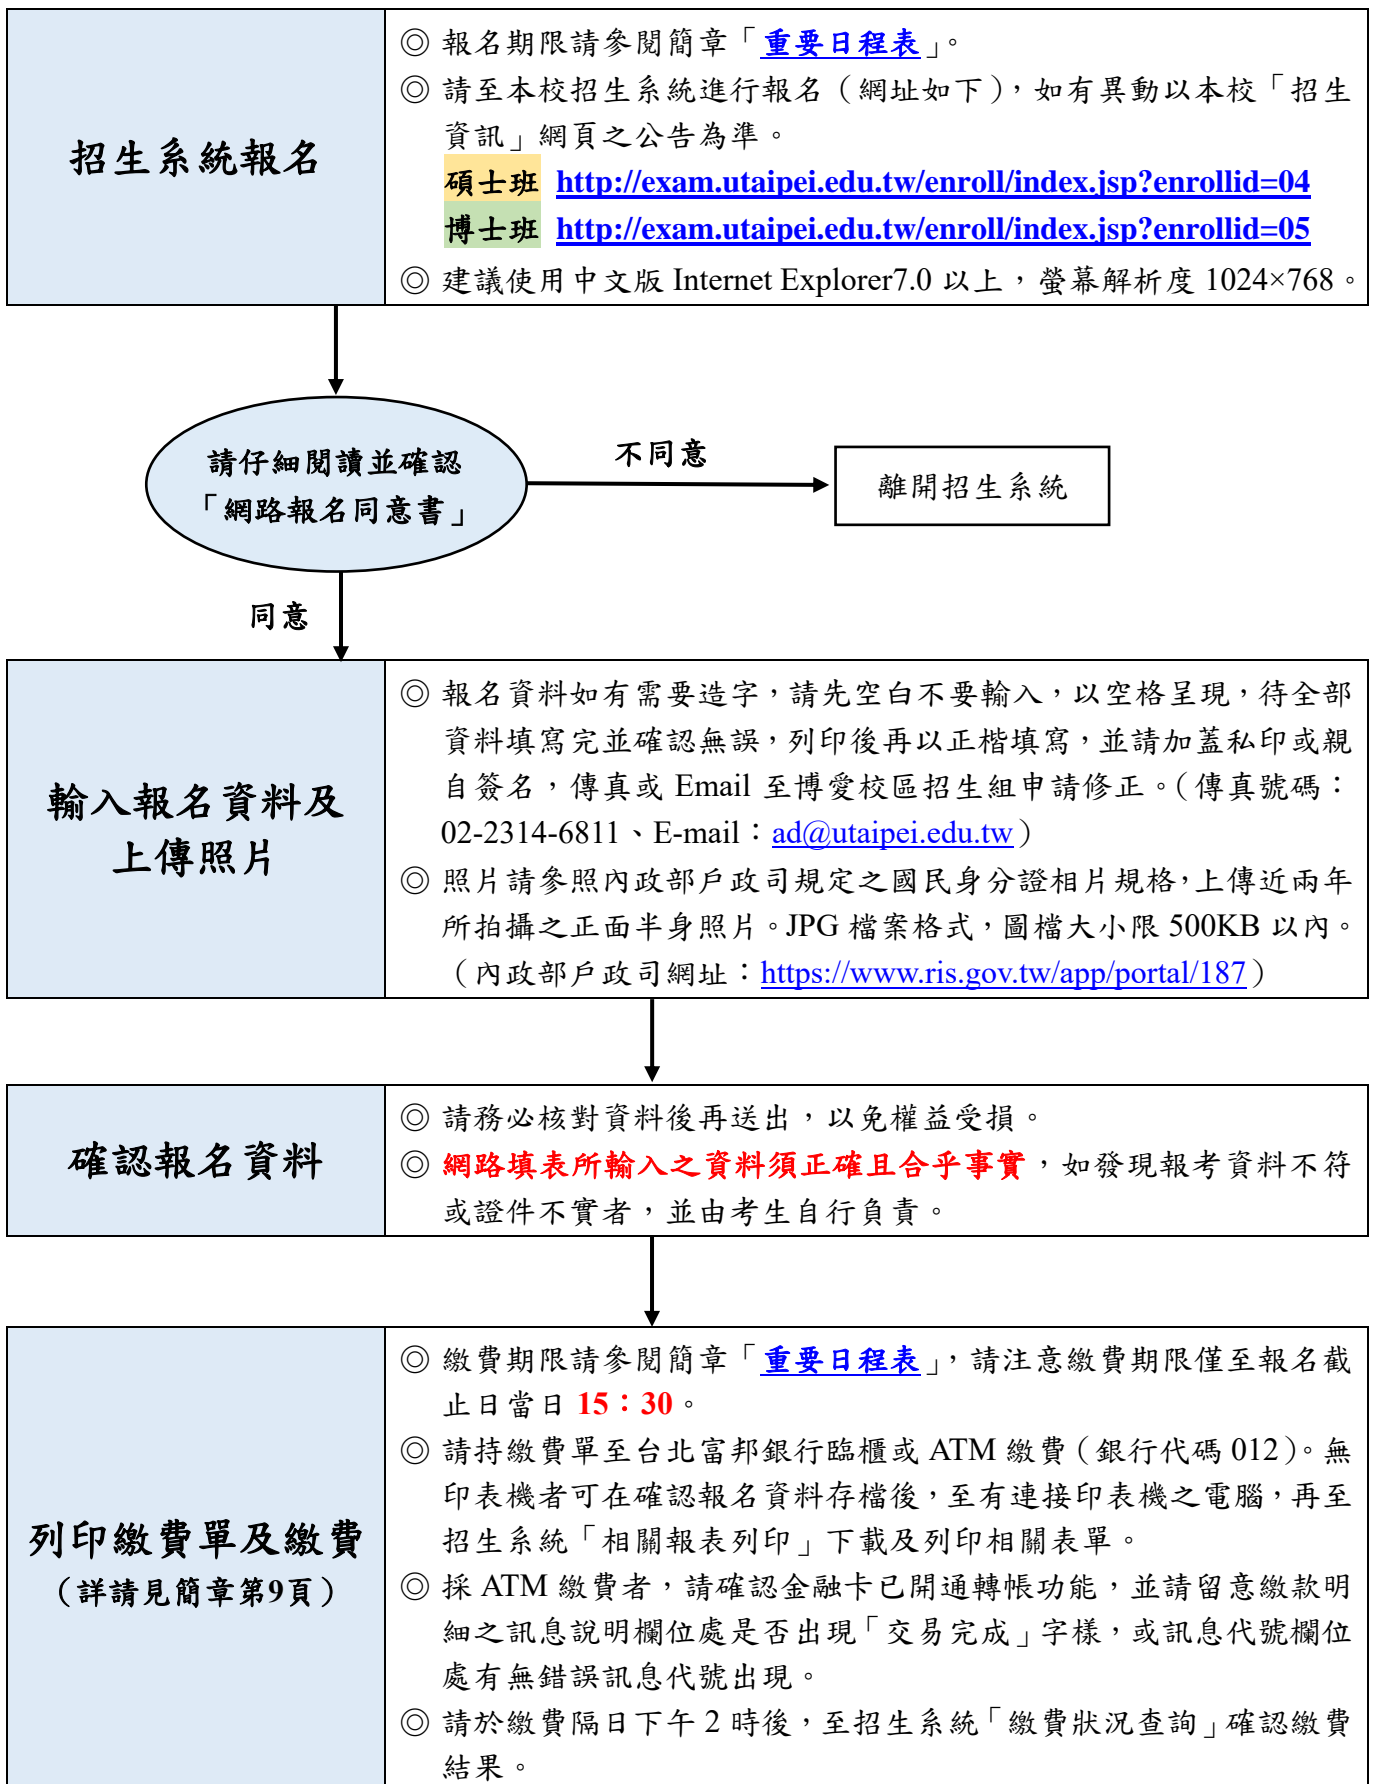 招生系統報名
◎ 報名期限請參閱簡章「重要日程表」。
◎ 請至本校招生系統進行報名（網址如下），如有異動以本校「招生
資訊」網頁之公告為準。
碩士班 http://exam.utaipei.edu.tw/enroll/index.jsp?enrollid=04
博士班 http://exam.utaipei.edu.tw/enroll/index.jsp?enrollid=05
◎ 建議使用中文版 Internet Explorer7.0 以上，螢幕解析度 1024×768。
請仔細閱讀並確認
「網路報名同意書」
不同意
離開招生系統
同意
輸入報名資料及
上傳照片
◎ 報名資料如有需要造字，請先空白不要輸入，以空格呈現，待全部
資料填寫完並確認無誤，列印後再以正楷填寫，並請加蓋私印或親
自簽名，傳真或 Email 至博愛校區招生組申請修正。（傳真號碼：
02-2314-6811、E-mail：ad@utaipei.edu.tw）
◎ 照片請參照內政部戶政司規定之國民身分證相片規格，上傳近兩年
所拍攝之正面半身照片。JPG 檔案格式，圖檔大小限 500KB 以內。
（內政部戶政司網址：https://www.ris.gov.tw/app/portal/187）
確認報名資料
◎ 請務必核對資料後再送出，以免權益受損。
◎ 網路填表所輸入之資料須正確且合乎事實，如發現報考資料不符
或證件不實者，並由考生自行負責。
列印繳費單及繳費
（詳請見簡章第9頁）
◎ 繳費期限請參閱簡章「重要日程表」，請注意繳費期限僅至報名截
止日當日 15：30。
◎ 請持繳費單至台北富邦銀行臨櫃或 ATM 繳費（銀行代碼 012）。無
印表機者可在確認報名資料存檔後，至有連接印表機之電腦，再至
招生系統「相關報表列印」下載及列印相關表單。
◎ 採 ATM 繳費者，請確認金融卡已開通轉帳功能，並請留意繳款明
細之訊息說明欄位處是否出現「交易完成」字樣，或訊息代號欄位
處有無錯誤訊息代號出現。
◎ 請於繳費隔日下午 2 時後，至招生系統「繳費狀況查詢」確認繳費
結果。